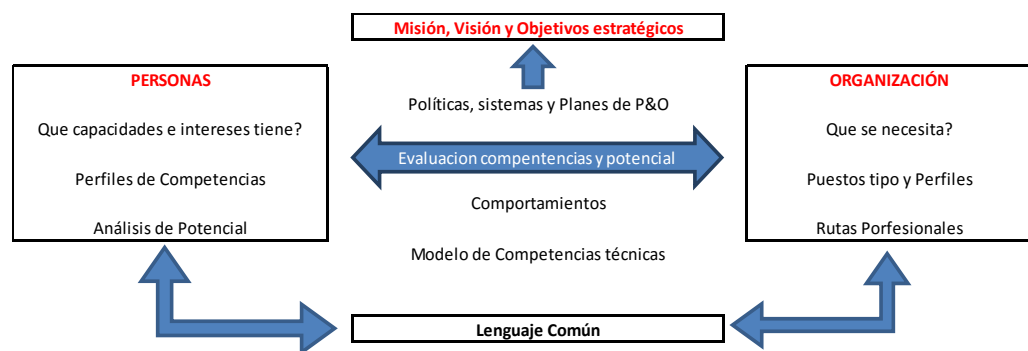 Misión, Visión y Objetivos estratégicos
PERSONAS
Que capacidades e intereses tiene?
Perfiles de Competencias
Análisis de Potencial
Políticas, sistemas y Planes de P&O
Evaluacion compentencias y potencial
Comportamientos
Modelo de Competencias técnicas
ORGANIZACIÓN
Que se necesita?
Puestos tipo y Perfiles
Rutas Porfesionales
Lenguaje Común